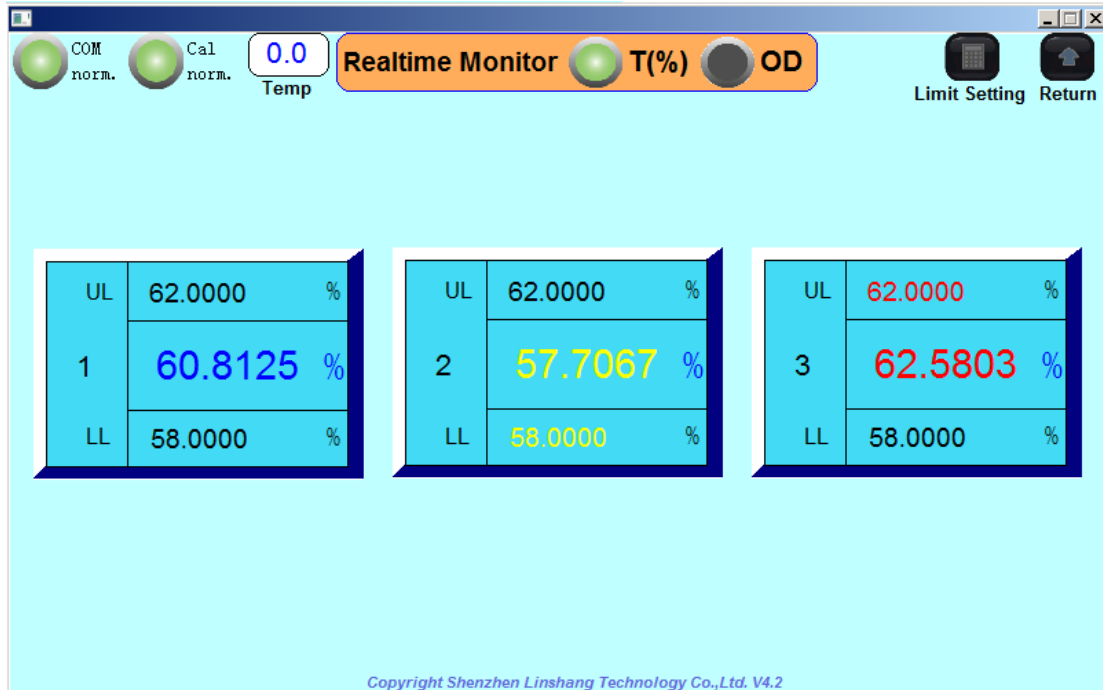 COM norm.
Cal norm.
0.0
Temp
Realtime Monitor T(%) OD
Limit Setting
Return
UL 62.0000 %
1 60.8125 %
LL 58.0000 %
UL 62.0000 %
2 57.7067 %
LL 58.0000 %
UL 62.0000 %
3 62.5803 %
LL 58.0000 %
Copyright Shenzhen Linshang Technology Co.,Ltd. V4.2